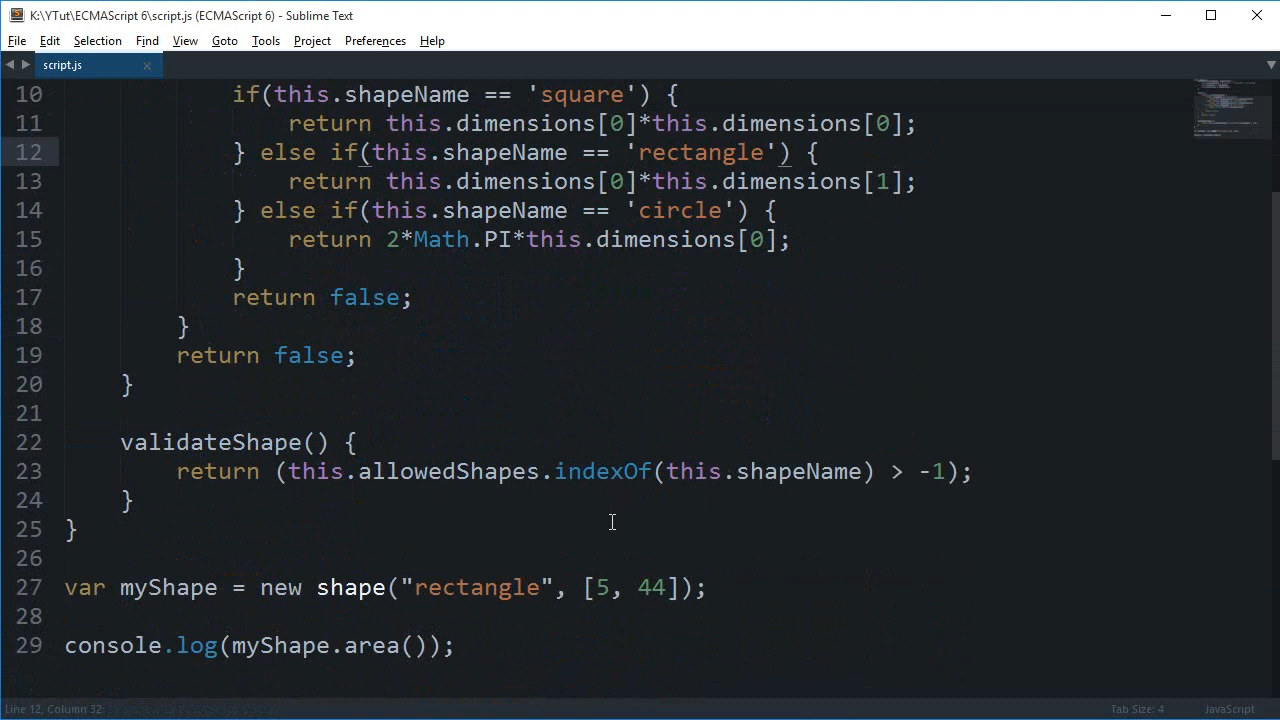 K:\YTut\ECMAScript 6\script.js (ECMAScript 6) - Sublime Text
File Edit Selection Find View Goto Tools Project Preferences Help
script.js
10 if(this.shapeName == 'square') {
11 return this.dimensions[0]*this.dimensions[0];
12 } else if(this.shapeName == 'rectangle') {
13 return this.dimensions[0]*this.dimensions[1];
14 } else if(this.shapeName == 'circle') {
15 return 2*Math.PI*this.dimensions[0];
16 }
17 return false;
18 }
19 return false;
20 }
21
22 validateShape() {
23 return (this.allowedShapes.indexOf(this.shapeName) > -1);
24 }
25 }
26
27 var myShape = new shape("rectangle", [5, 44]);
28
29 console.log(myShape.area());
Line 12, Column 32 Tab Size: 4 JavaScript